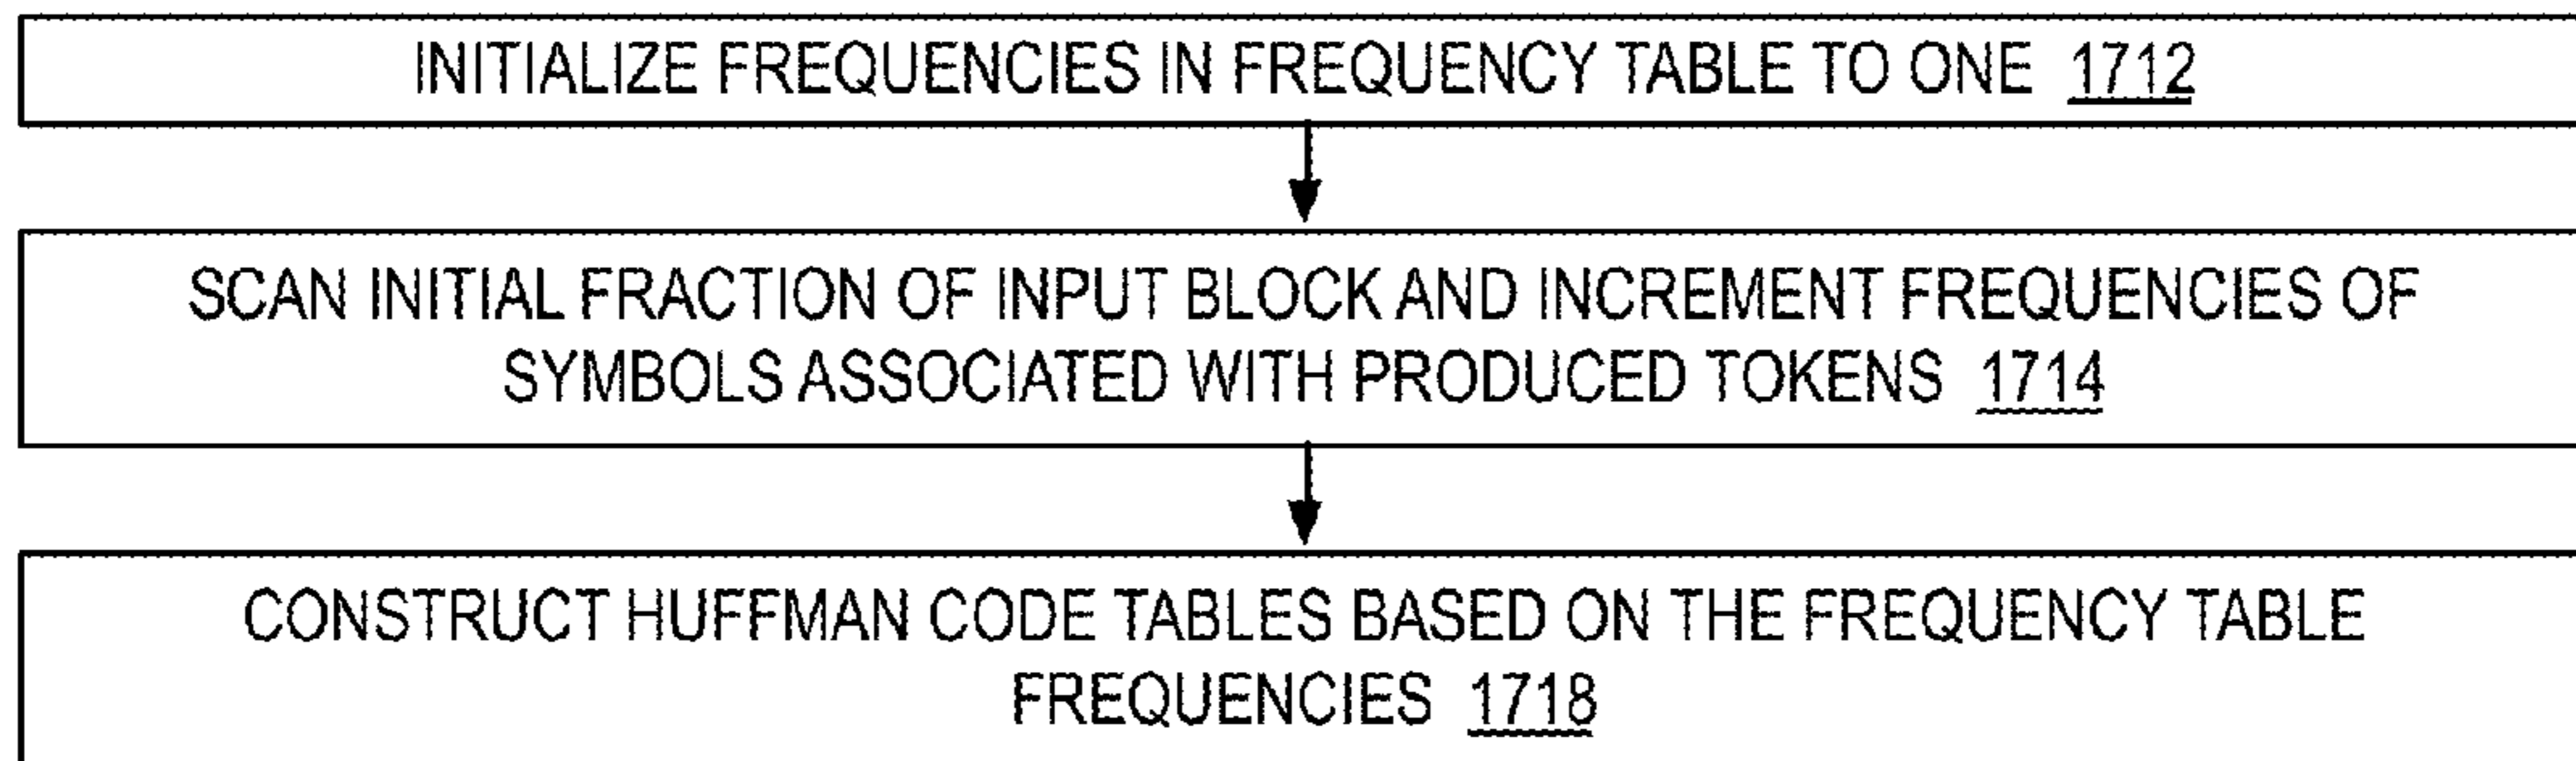 INITIALIZE FREQUENCIES IN FREQUENCY TABLE TO ONE 1712
SCAN INITIAL FRACTION OF INPUT BLOCK AND INCREMENT FREQUENCIES OF
SYMBOLS ASSOCIATED WITH PRODUCED TOKENS 1714
CONSTRUCT HUFFMAN CODE TABLES BASED ON THE FREQUENCY TABLE
FREQUENCIES 1718